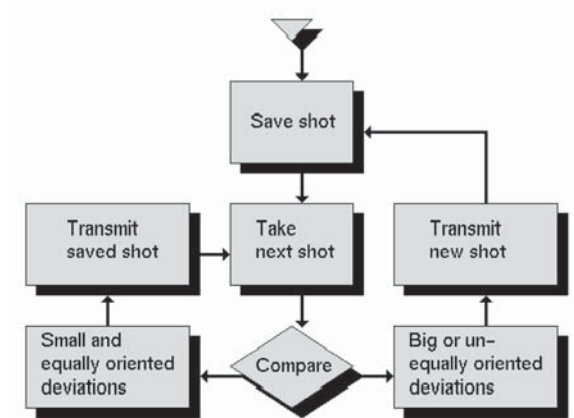 Save shot
Transmit
saved shot
Take
next shot
Transmit
new shot
Small and
equally oriented
deviations
Compare
Big or un-
equally oriented
deviations